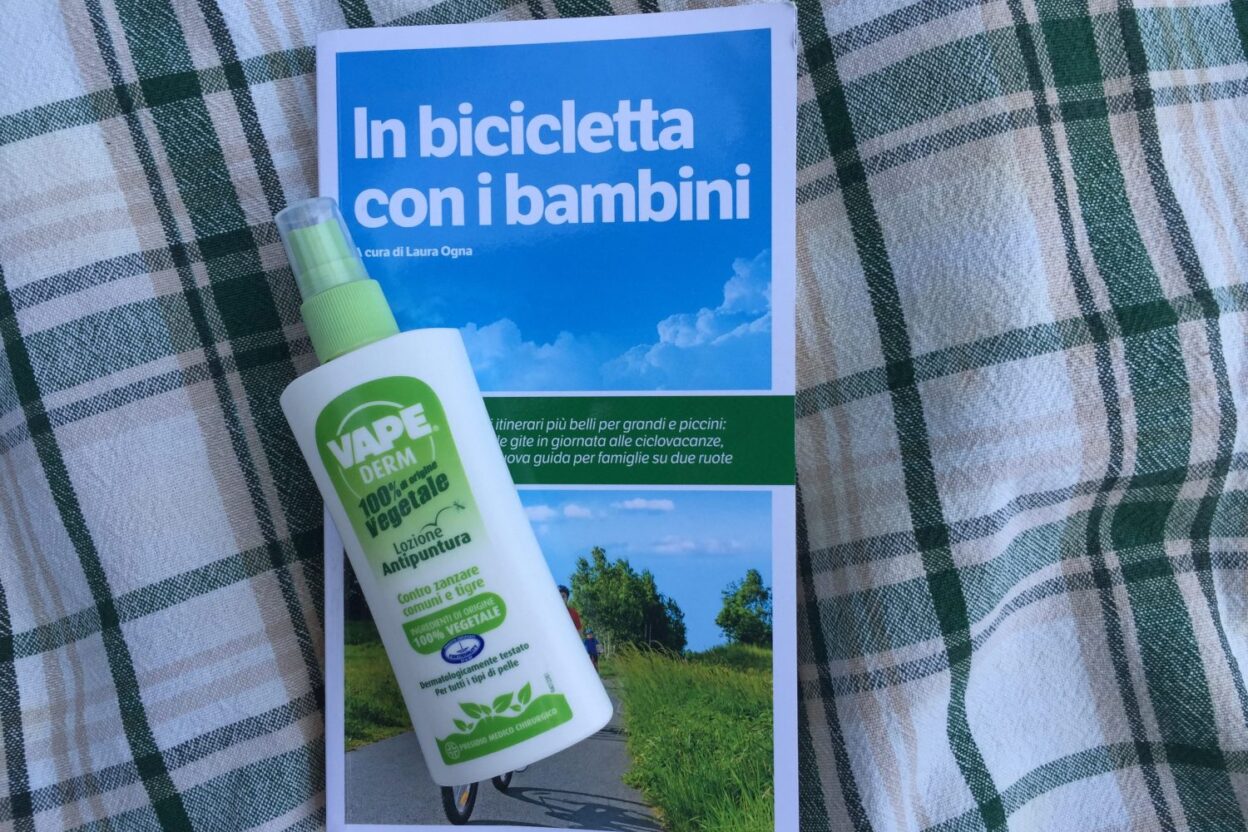 In bicicletta
con i bambini
A cura di Laura Ogna
itinerari più belli per grandi e piccini:
le gite in giornata alle ciclovacanze,
uova guida per famiglie su due ruote
VAPE®
DERM
100% di origine
Vegetale
Lozione
Antipuntura
Contro zanzare
comuni e tigre
INGREDIENTI DI ORIGINE
100% VEGETALE
Dermatologicamente testato
Per tutti i tipi di pelle
PRESIDIO MEDICO CHIRURGICO